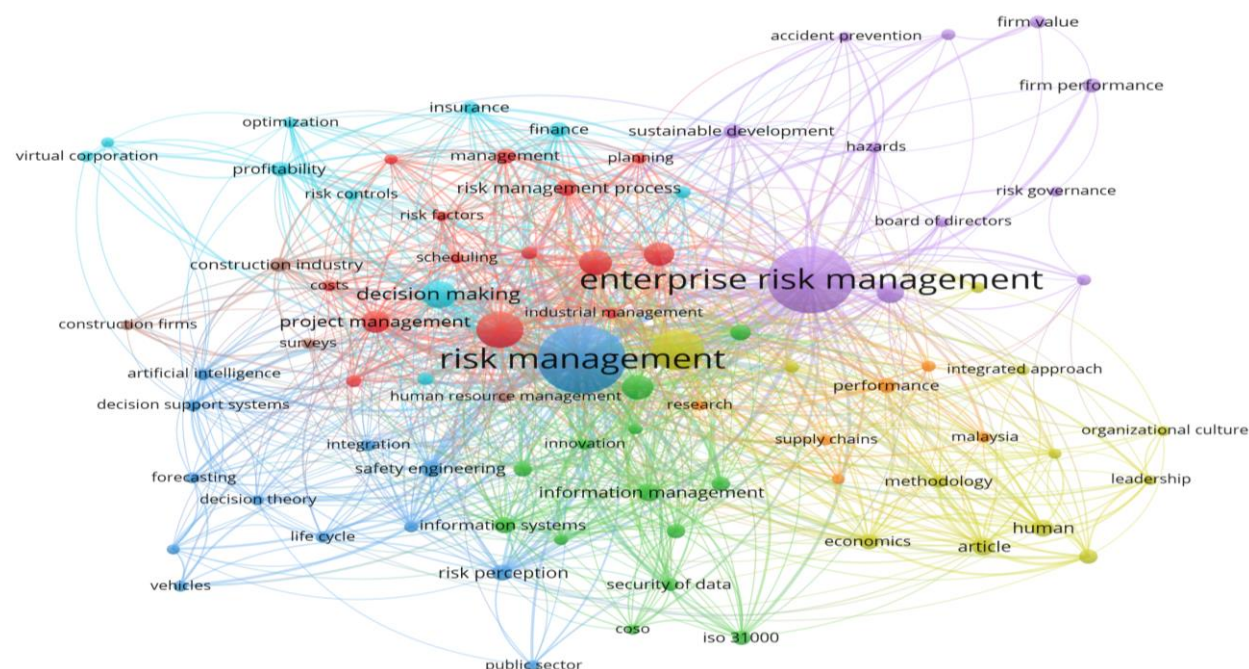 firm value
accident prevention
firm performance
insurance
optimization
finance
sustainable development
hazards
virtual corporation
management
planning
profitability
risk management process
risk controls
risk governance
risk factors
board of directors
scheduling
construction industry
enterprise risk management
costs
decision making
industrial management
project management
construction firms
surveys
risk management
artificial intelligence
integrated approach
performance
human resource management
research
decision support systems
organizational culture
malaysia
supply chains
integration
innovation
safety engineering
forecasting
leadership
methodology
information management
decision theory
information systems
human
life cycle
economics
article
risk perception
security of data
vehicles
coso
iso 31000
public sector